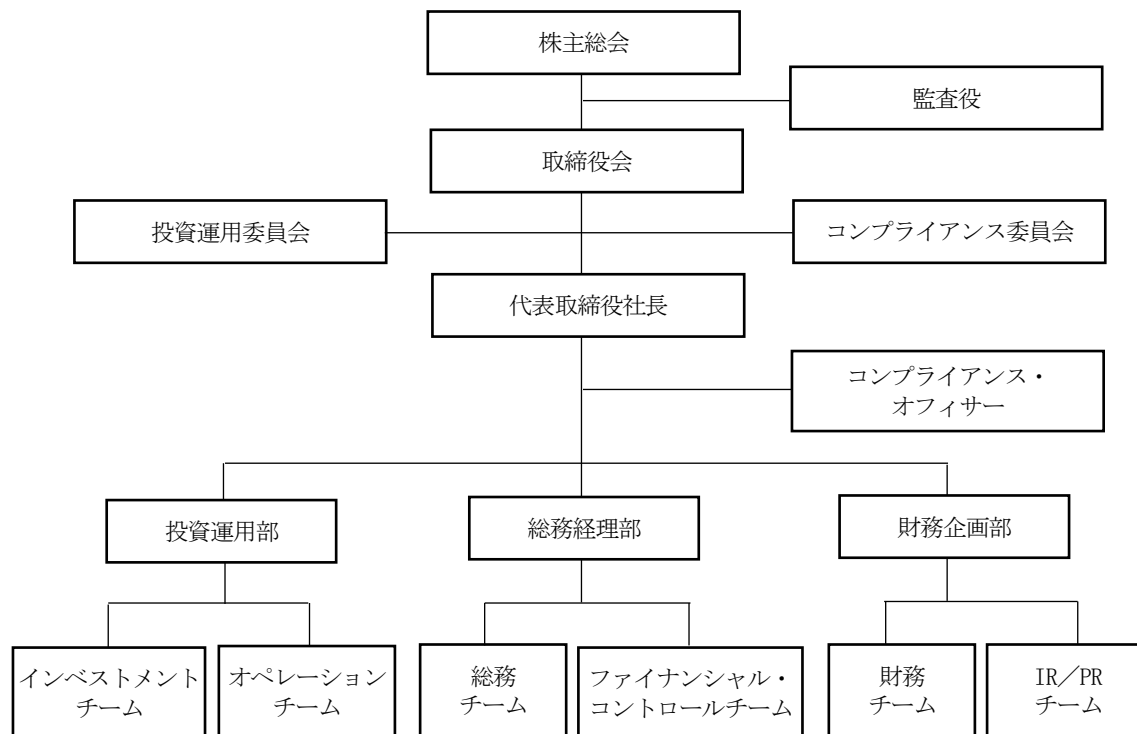 株主総会
監査役
取締役会
投資運用委員会
コンプライアンス委員会
代表取締役社長
コンプライアンス・
オフィサー
投資運用部
総務経理部
財務企画部
インベストメント
チーム
オペレーション
チーム
総務
チーム
ファイナンシャル・
コントロールチーム
財務
チーム
IR／PR
チーム